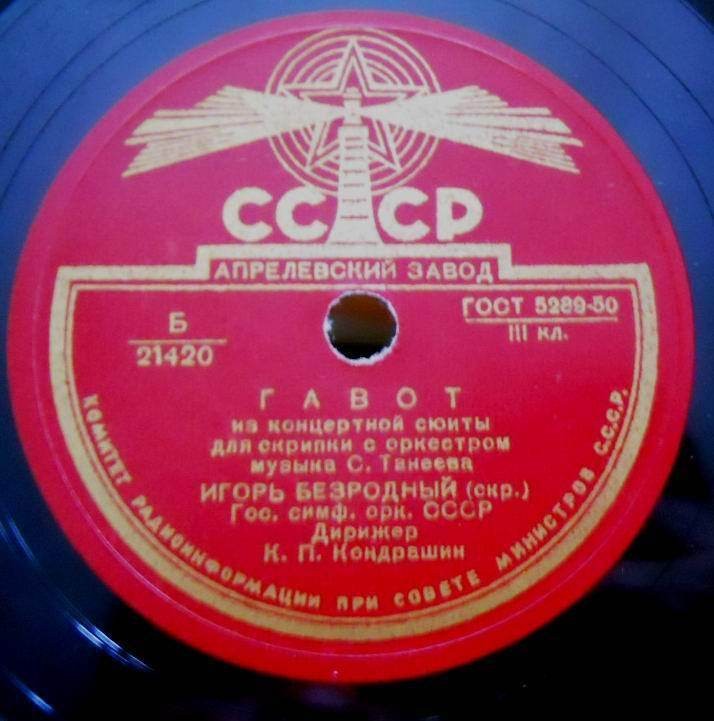 СССР
АПРЕЛЕВСКИЙ ЗАВОД
Б
21420
ГОСТ 5289-50
III кл.
ГАВОТ
из концертной сюиты
для скрипки с оркестром
музыка С. Танеева
ИГОРЬ БЕЗРОДНЫЙ (скр.)
Гос. симф. орк. СССР
Дирижер
К. П. Кондрашин
КОМИТЕТ РАДИОИНФОРМАЦИИ ПРИ СОВЕТЕ МИНИСТРОВ С.С.С.Р.